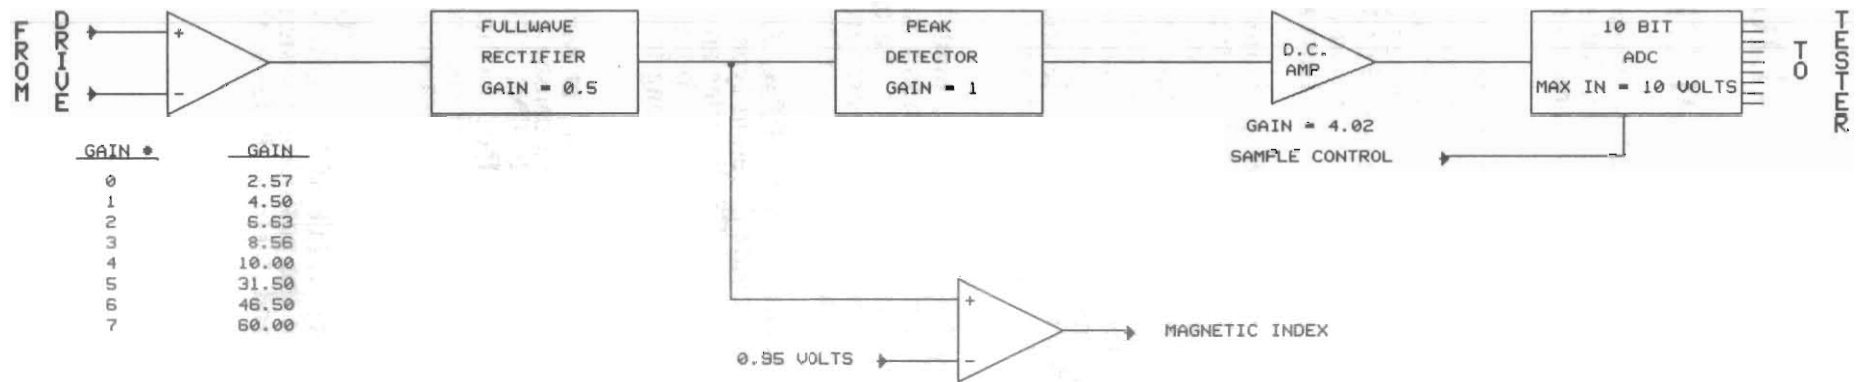 FROM
DRIVE
+
-
FULLWAVE
RECTIFIER
GAIN = 0.5
PEAK
DETECTOR
GAIN = 1
D.C.
AMP
GAIN = 4.02
10 BIT
ADC
MAX IN = 10 VOLTS
TO
TESTER
SAMPLE CONTROL
GAIN # GAIN
0 2.57
1 4.50
2 6.63
3 8.56
4 10.00
5 31.50
6 46.50
7 60.00
+
-
0.95 VOLTS
MAGNETIC INDEX